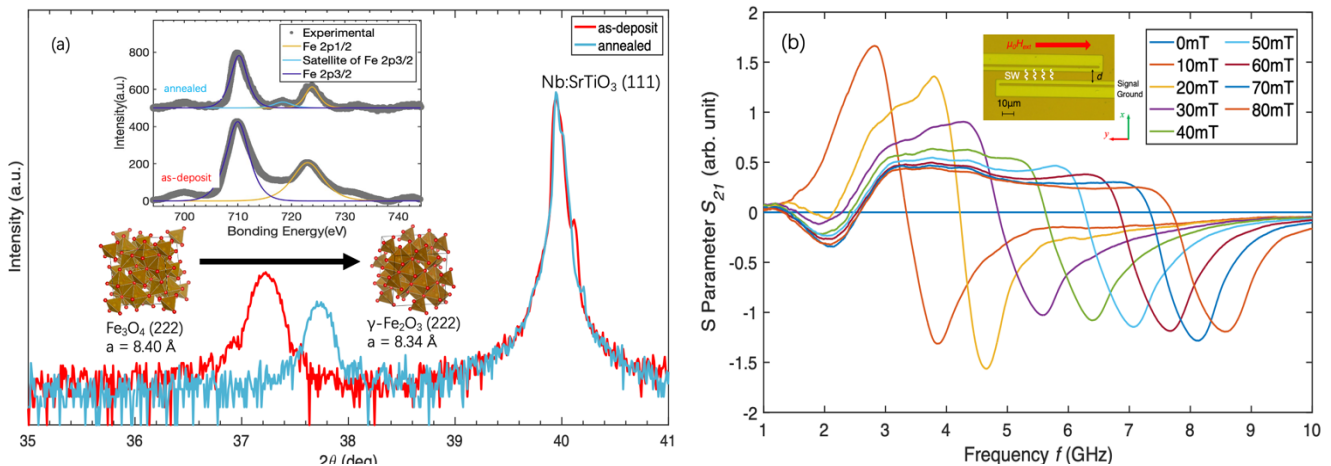 (a)
as-deposit
annealed
Nb:SrTiO₃ (111)
Experimental
Fe 2p1/2
Satellite of Fe 2p3/2
Fe 2p3/2
annealed
as-deposit
800
600
400
200
0
Intensity(a.u.)
700
710
720
730
740
Bonding Energy(eV)
Fe₃O₄ (222)
a = 8.40 Å
γ-Fe₂O₃ (222)
a = 8.34 Å
Intensity (a.u.)
35
36
37
38
39
40
41
2θ (deg)
(b)
μ₀Hext
SW
d
Signal
Ground
10μm
x
y
0mT
10mT
20mT
30mT
40mT
50mT
60mT
70mT
80mT
S Parameter S₂₁ (arb. unit)
2
1.5
1
0.5
0
-0.5
-1
-1.5
-2
1
2
3
4
5
6
7
8
9
10
Frequency f (GHz)